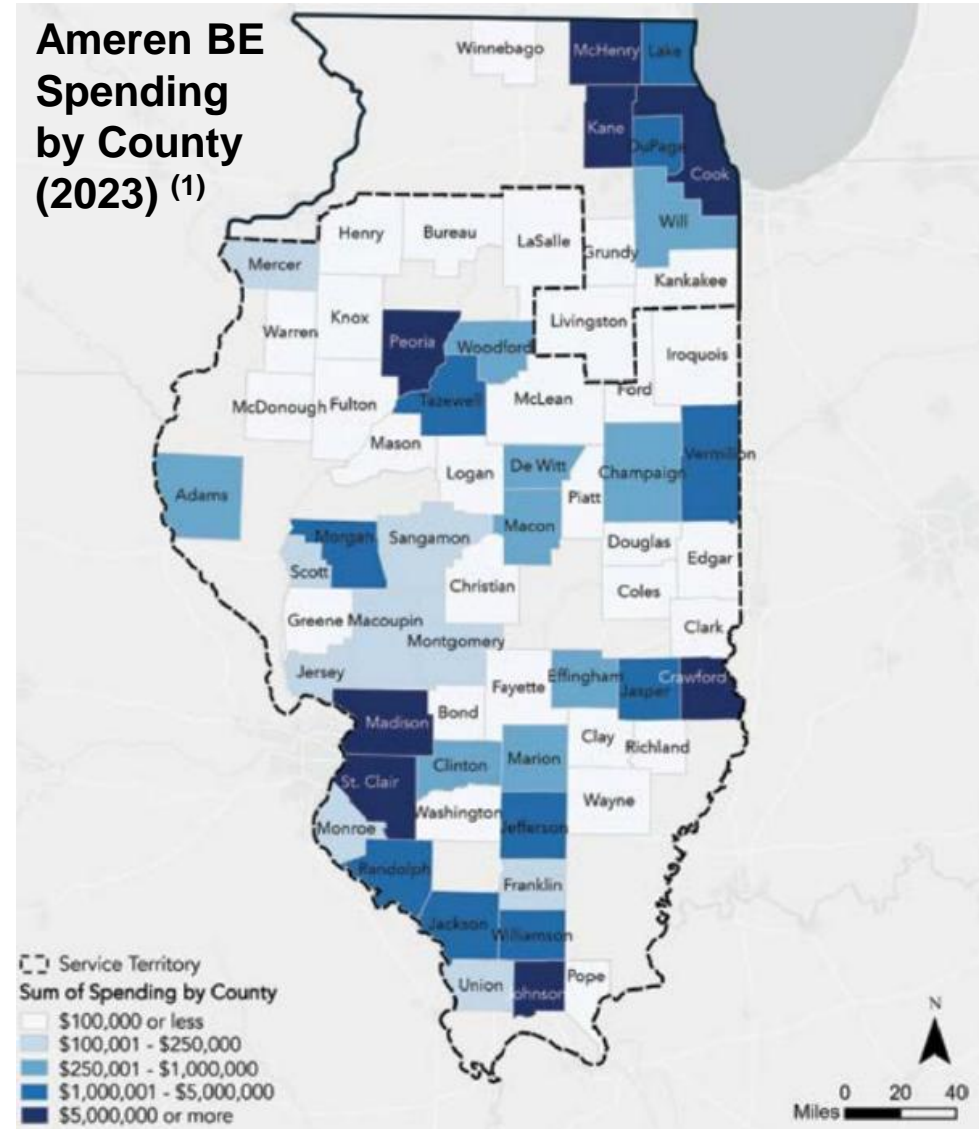 Ameren BE
Spending
by County
(2023) (1)
Winnebago
McHenry
Lake
Kane
DuPage
Cook
Will
Henry
Bureau
LaSalle
Grundy
Mercer
Kankakee
Knox
Livingston
Warren
Peoria
Woodford
Iroquois
Ford
McDonough
Fulton
Tazewell
McLean
Mason
Logan
De Witt
Champaign
Vermilion
Adams
Piatt
Macon
Morgan
Sangamon
Douglas
Edgar
Scott
Christian
Coles
Greene
Macoupin
Clark
Montgomery
Jersey
Fayette
Effingham
Jasper
Crawford
Madison
Bond
Clay
Richland
Clinton
Marion
St. Clair
Washington
Wayne
Monroe
Jefferson
Randolph
Franklin
Jackson
Williamson
Union
Johnson
Pope
Service Territory
Sum of Spending by County
$100,000 or less
$100,001 - $250,000
$250,001 - $1,000,000
$1,000,001 - $5,000,000
$5,000,000 or more
N
0 20 40
Miles